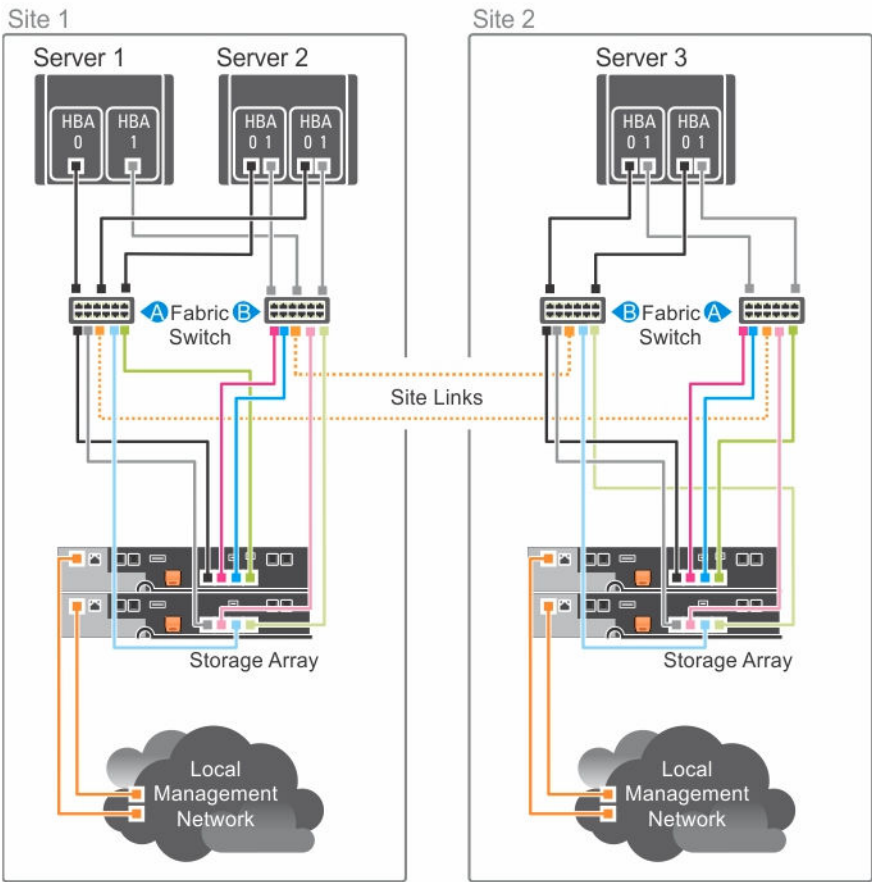 Site 1
Site 2
Server 1
Server 2
Server 3
HBA
0
HBA
1
HBA
0 1
HBA
0 1
HBA
0 1
HBA
0 1
A Fabric B
Switch
B Fabric A
Switch
Site Links
Storage Array
Storage Array
Local
Management
Network
Local
Management
Network